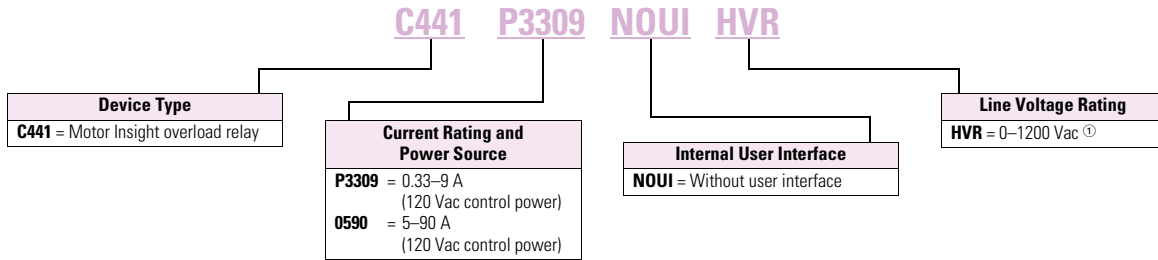 C441 P3309 NOUI HVR
Device Type
C441 = Motor Insight overload relay
Current Rating and
Power Source
P3309 = 0.33–9 A
(120 Vac control power)
0590 = 5–90 A
(120 Vac control power)
Internal User Interface
NOUI = Without user interface
Line Voltage Rating
HVR = 0–1200 Vac ①